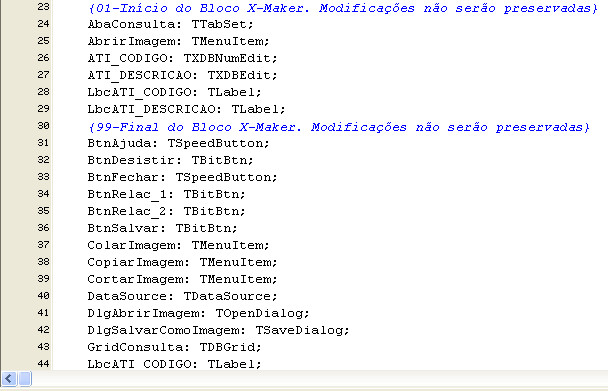 23 {01-Início do Bloco X-Maker. Modificações não serão preservadas}
24 AbaConsulta: TTabSet;
25 AbrirImagem: TMenuItem;
26 ATI_CODIGO: TXDBNumEdit;
27 ATI_DESCRICAO: TXDBEdit;
28 LbcATI_CODIGO: TLabel;
29 LbcATI_DESCRICAO: TLabel;
30 {99-Final do Bloco X-Maker. Modificações não serão preservadas}
31 BtnAjuda: TSpeedButton;
32 BtnDesistir: TBitBtn;
33 BtnFechar: TSpeedButton;
34 BtnRelac_1: TBitBtn;
35 BtnRelac_2: TBitBtn;
36 BtnSalvar: TBitBtn;
37 ColarImagem: TMenuItem;
38 CopiarImagem: TMenuItem;
39 CortarImagem: TMenuItem;
40 DataSource: TDataSource;
41 DlgAbrirImagem: TOpenDialog;
42 DlgSalvarComoImagem: TSaveDialog;
43 GridConsulta: TDBGrid;
44 LbcATI_CODIGO: TLabel;